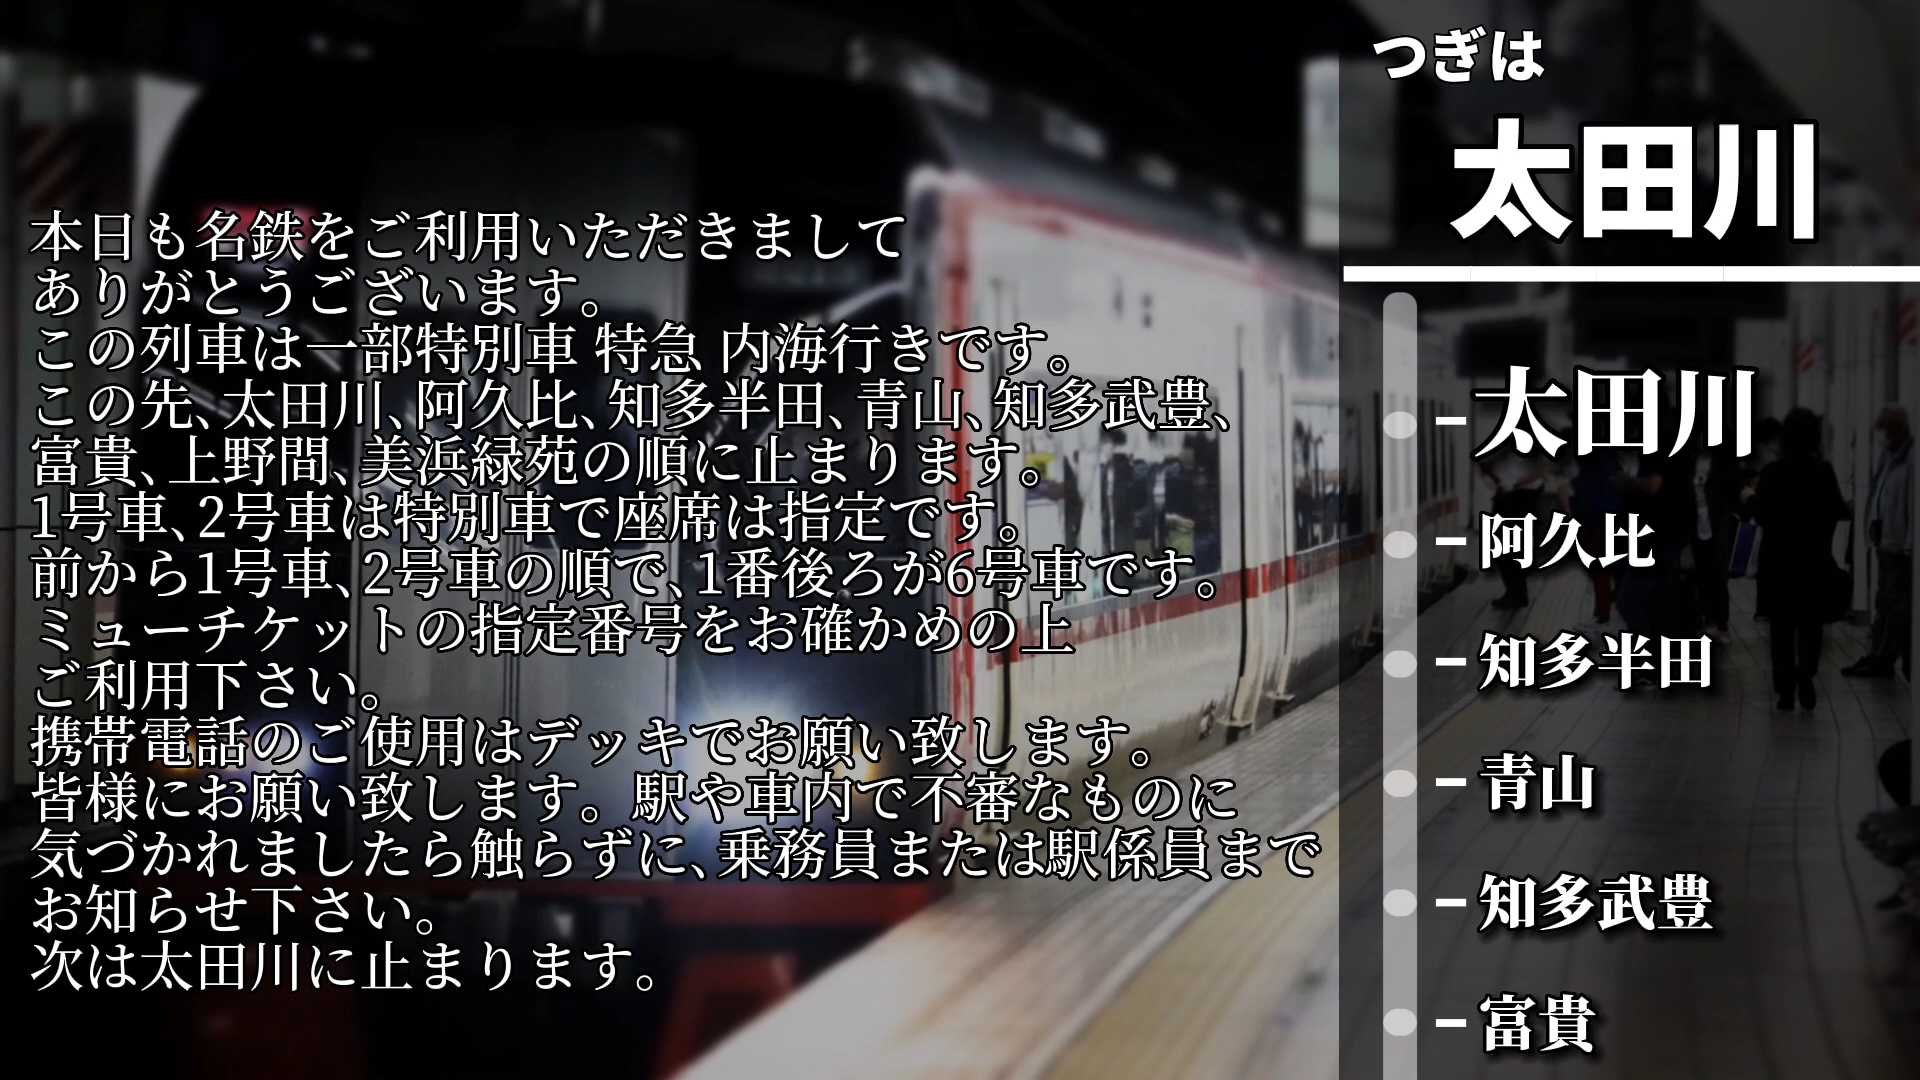 本日も名鉄をご利用いただきまして
ありがとうございます。
この列車は一部特別車 特急 内海行きです。
この先、太田川、阿久比、知多半田、青山、知多武豊、
富貴、上野間、美浜緑苑の順に止まります。
1号車、2号車は特別車で座席は指定です。
前から1号車、2号車の順で、1番後ろが6号車です。
ミューチケットの指定番号をお確かめの上
ご利用下さい。
携帯電話のご使用はデッキでお願い致します。
皆様にお願い致します。駅や車内で不審なものに
気づかれましたら触らずに、乗務員または駅係員まで
お知らせ下さい。
次は太田川に止まります。
つぎは
太田川
太田川
阿久比
知多半田
青山
知多武豊
富貴